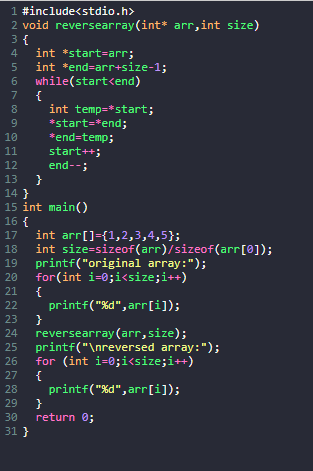 1 #include<stdio.h>
2 void reversearray(int* arr,int size)
3 {
4   int *start=arr;
5   int *end=arr+size-1;
6   while(start<end)
7   {
8     int temp=*start;
9     *start=*end;
10     *end=temp;
11     start++;
12     end--;
13   }
14 }
15 int main()
16 {
17   int arr[]={1,2,3,4,5};
18   int size=sizeof(arr)/sizeof(arr[0]);
19   printf("original array:");
20   for(int i=0;i<size;i++)
21   {
22     printf("%d",arr[i]);
23   }
24   reversearray(arr,size);
25   printf("\nreversed array:");
26   for (int i=0;i<size;i++)
27   {
28     printf("%d",arr[i]);
29   }
30   return 0;
31 }